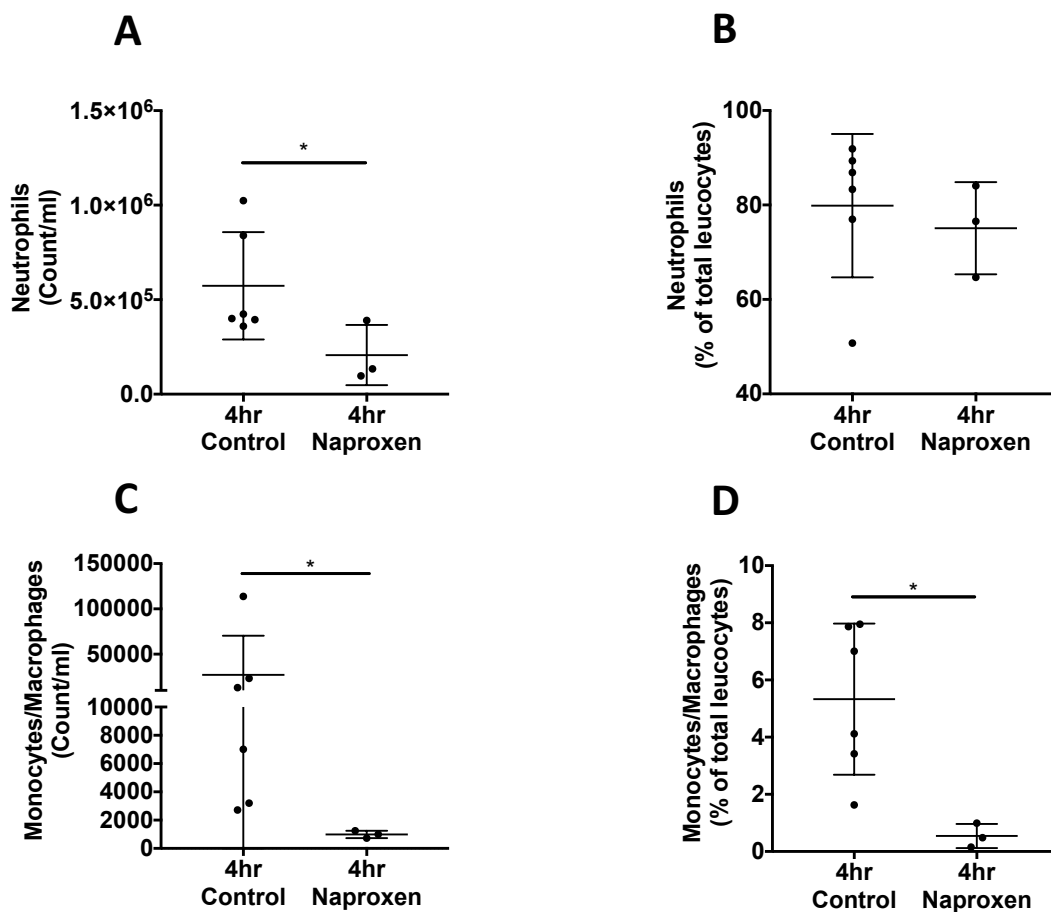 A
Neutrophils
(Count/ml)
1.5×10⁶
1.0×10⁶
5.0×10⁵
0.0
*
4hr
Control
4hr
Naproxen
B
Neutrophils
(% of total leucocytes)
100
80
60
40
4hr
Control
4hr
Naproxen
C
Monocytes/Macrophages
(Count/ml)
150000
100000
50000
10000
8000
6000
4000
2000
0
*
4hr
Control
4hr
Naproxen
D
Monocytes/Macrophages
(% of total leucocytes)
10
8
6
4
2
0
*
4hr
Control
4hr
Naproxen